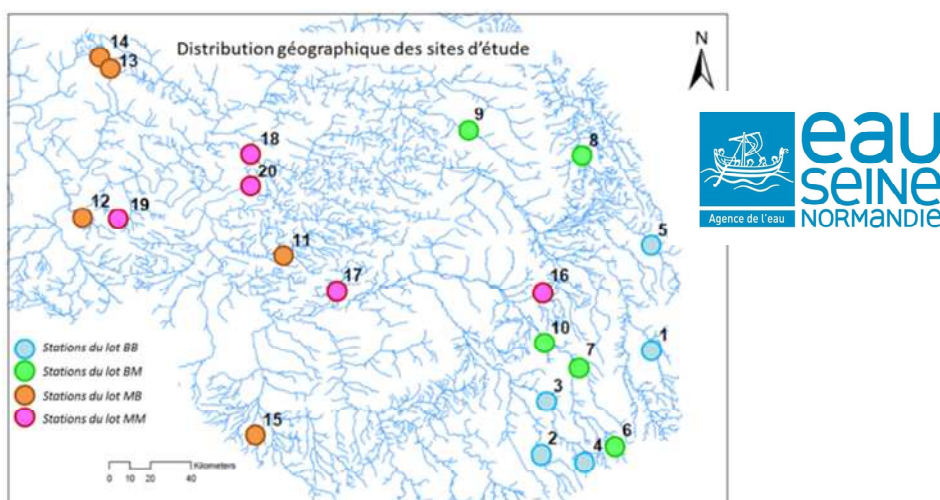 Distribution géographique des sites d'étude
N
14
13
9
18
8
20
12
19
5
11
17
16
10
1
7
3
15
2
4
6
Stations du lot BB
Stations du lot BM
Stations du lot MB
Stations du lot MM
Kilometers
0 10 20 40
eau
SEINE
NORMANDIE
Agence de l'eau